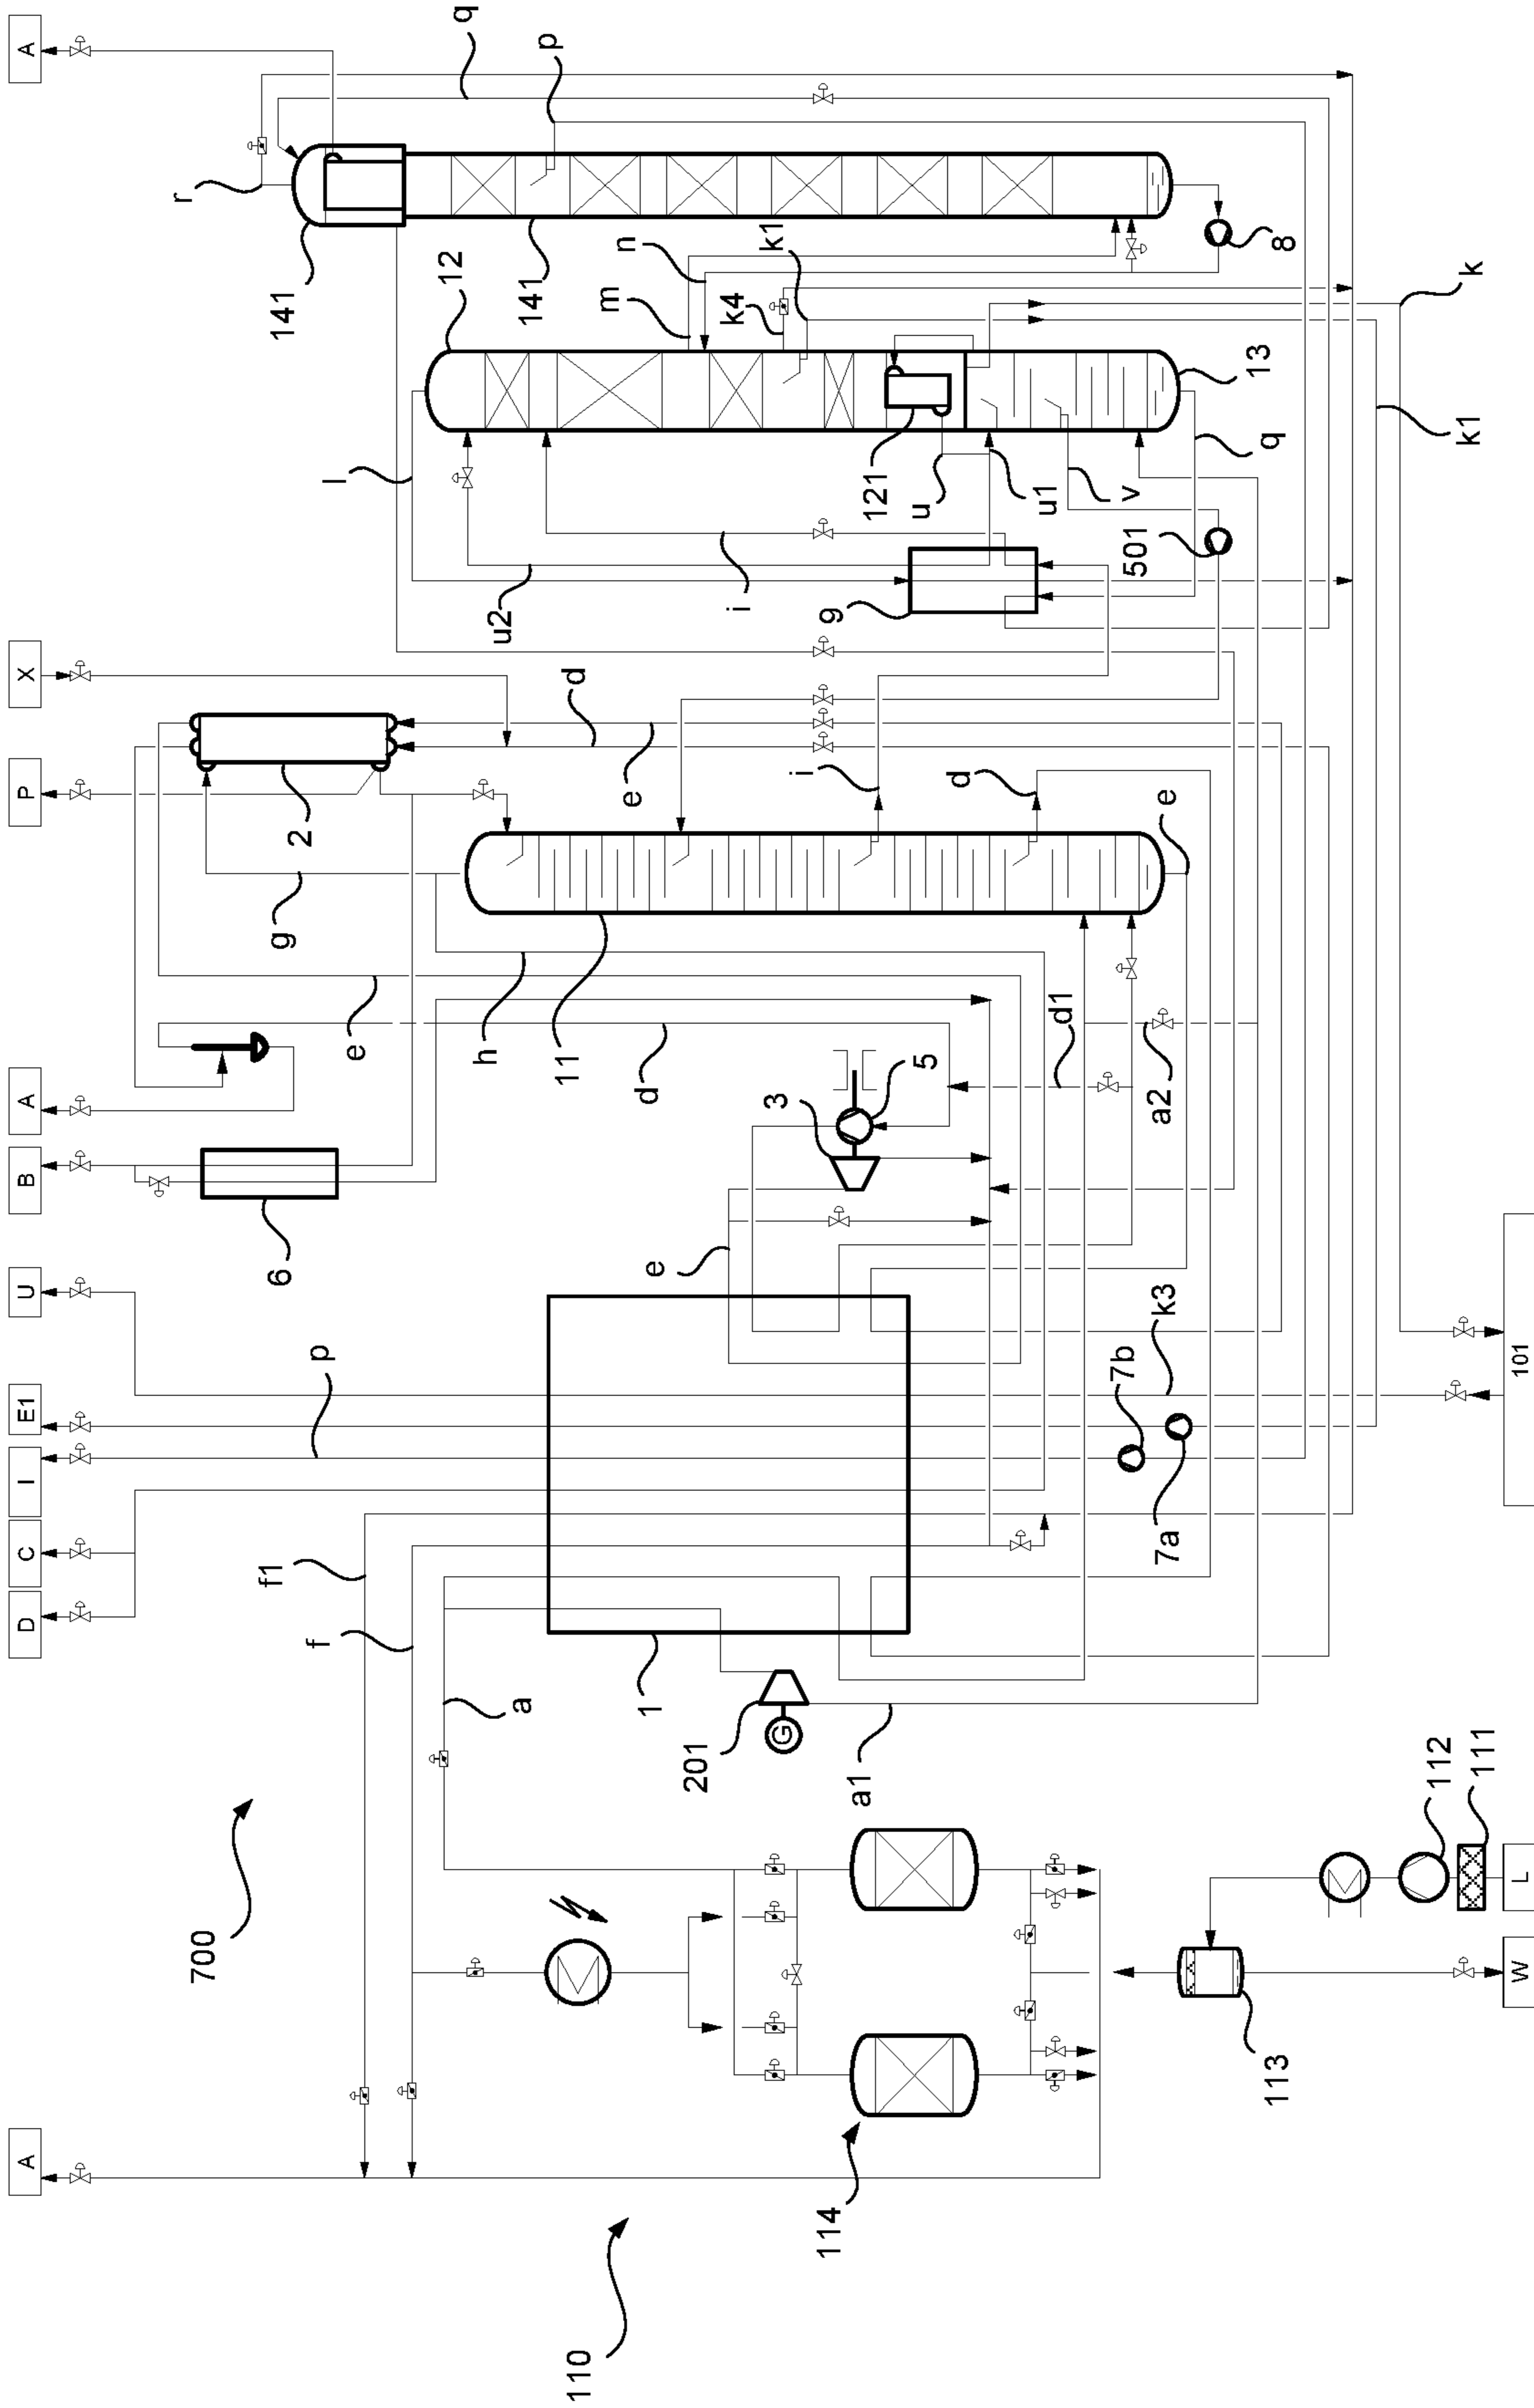 A
P
X
A
B
U
E1
I
C
D
A
q
p
r
141
141
12
n
m
k1
k4
k
13
k1
q
8
l
u2
i
9
121
u
u1
v
501
d
e
i
d
e
2
g
11
h
e
d
d1
a2
3
5
6
e
p
k3
7b
7a
101
f1
f
a
1
201
G
a1
700
112
111
L
W
113
114
110